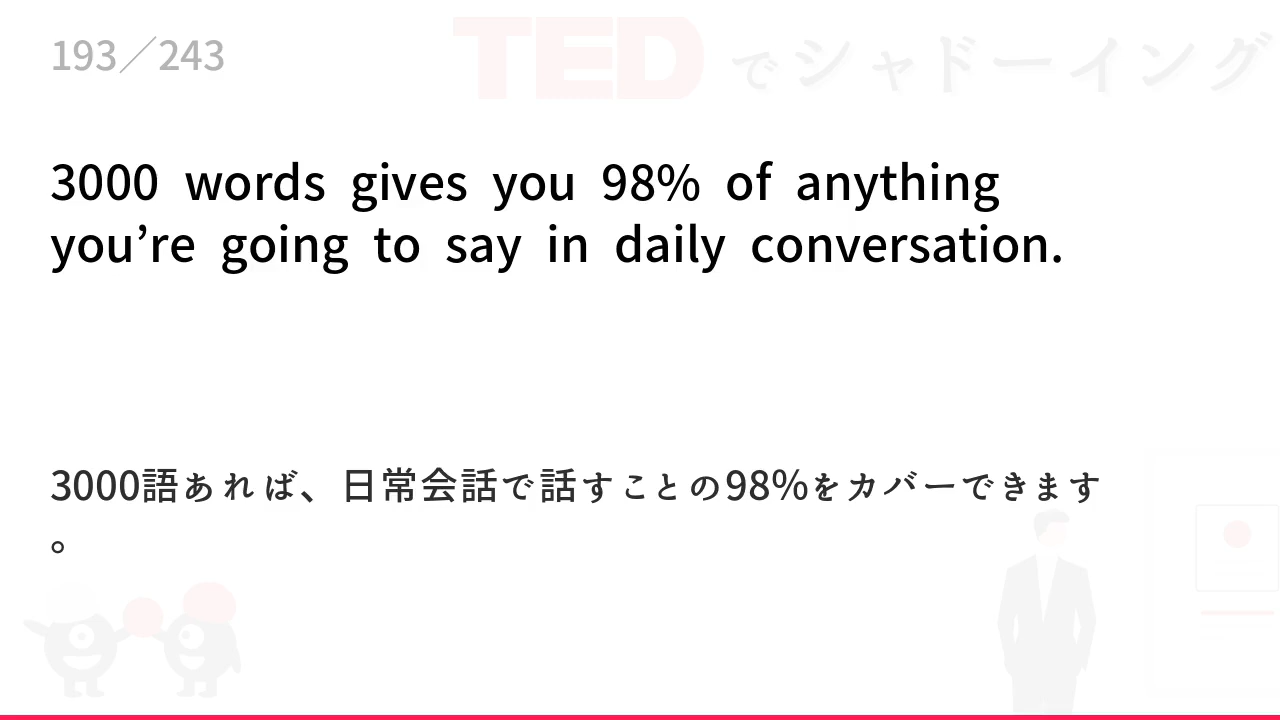 193／243
TEDでシャドーイング
3000 words gives you 98% of anything
you’re going to say in daily conversation.
3000語あれば、日常会話で話すことの98%をカバーできます
。